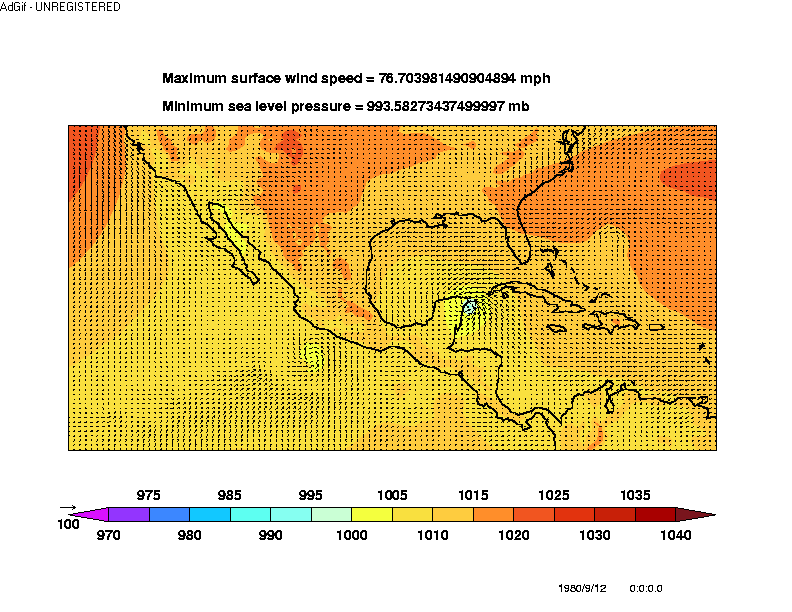 AdGif - UNREGISTERED
Maximum surface wind speed = 76.703981490904894 mph
Minimum sea level pressure = 993.58273437499997 mb
975 985 995 1005 1015 1025 1035
100
970 980 990 1000 1010 1020 1030 1040
1980/9/12 0:0:0.0